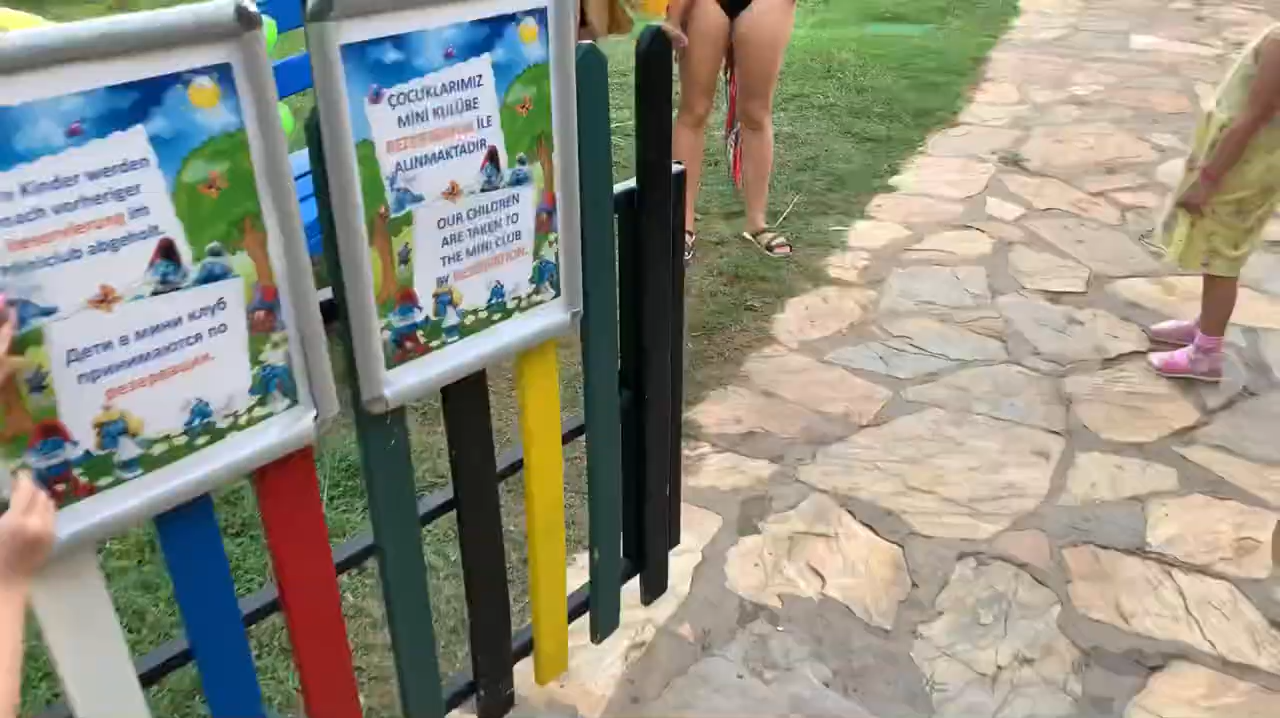 Kinder werden
nach vorheriger
Reservierung im
Miniclub abgeholt.
Дети в мини клуб
принимаются по
резервации.
ÇOCUKLARIMIZ
MİNİ KULÜBE
REZERVASYON İLE
ALINMAKTADIR
OUR CHILDREN
ARE TAKEN TO
THE MINI CLUB
BY RESERVATION.